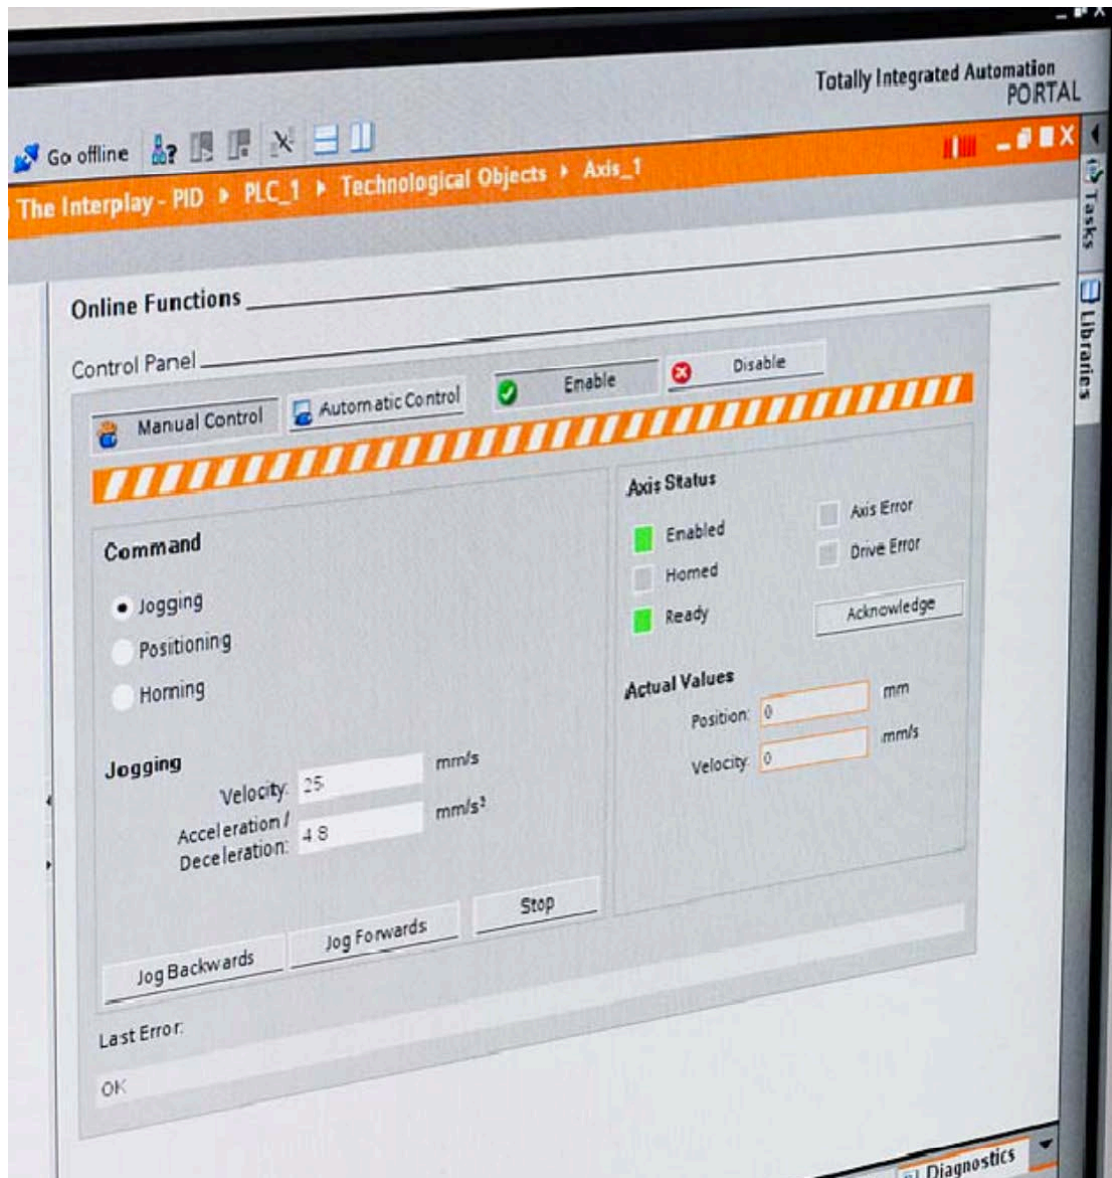 Totally Integrated Automation
PORTAL
Go offline
The Interplay - PID ▸ PLC_1 ▸ Technological Objects ▸ Axis_1
Tasks
Libraries
Online Functions
Control Panel
Manual Control
Automatic Control
Enable
Disable
Command
Jogging
Positioning
Homing
Jogging
Velocity: 25 mm/s
Acceleration /
Deceleration: 4.8 mm/s²
Jog Backwards
Jog Forwards
Stop
Axis Status
Enabled
Axis Error
Homed
Drive Error
Ready
Acknowledge
Actual Values
Position: 0 mm
Velocity: 0 mm/s
Last Error:
OK
Diagnostics